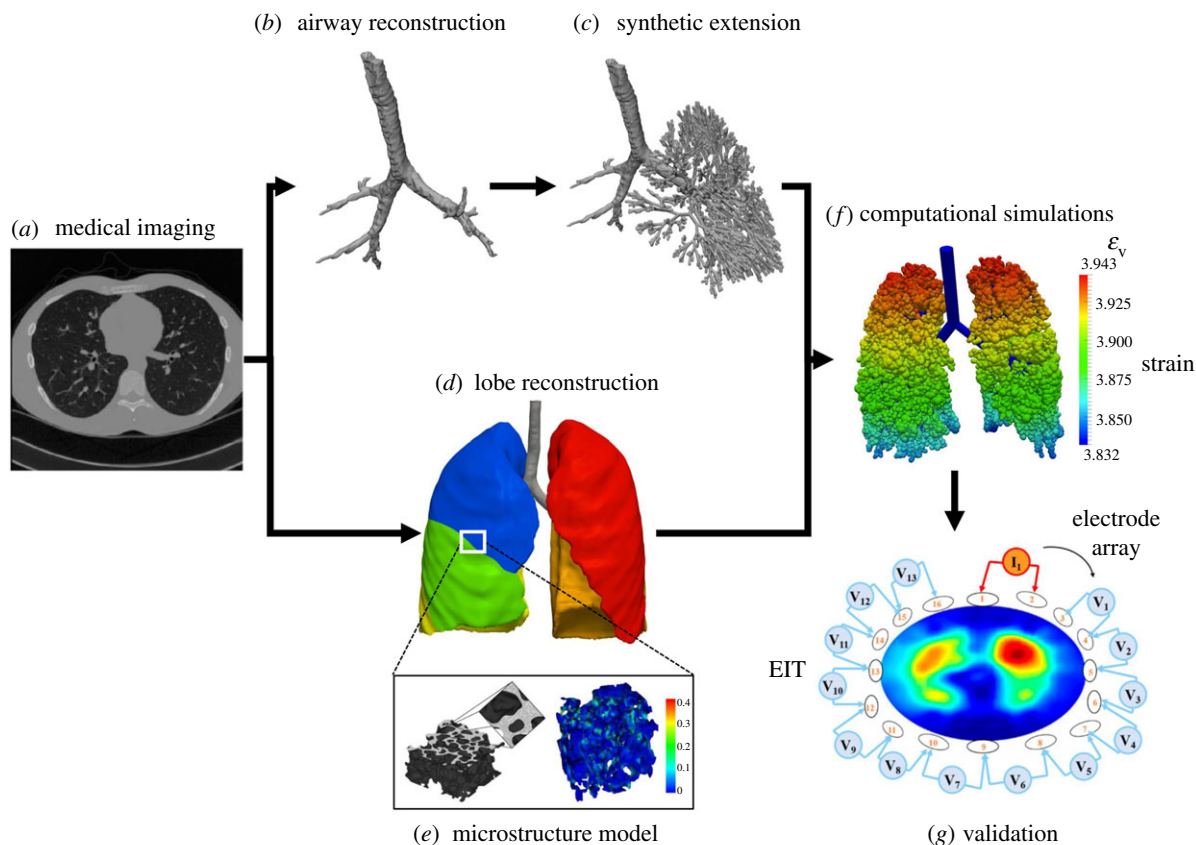 (b) airway reconstruction
(c) synthetic extension
(a) medical imaging
(f) computational simulations
εv
3.943
3.925
3.900
3.875
3.850
3.832
strain
(d) lobe reconstruction
0.4
0.3
0.2
0.1
0
(e) microstructure model
electrode
array
EIT
I1
V1
V2
V3
V4
V5
V6
V7
V8
V9
V10
V11
V12
V13
1
2
3
4
5
6
7
8
9
10
11
12
13
14
15
16
(g) validation